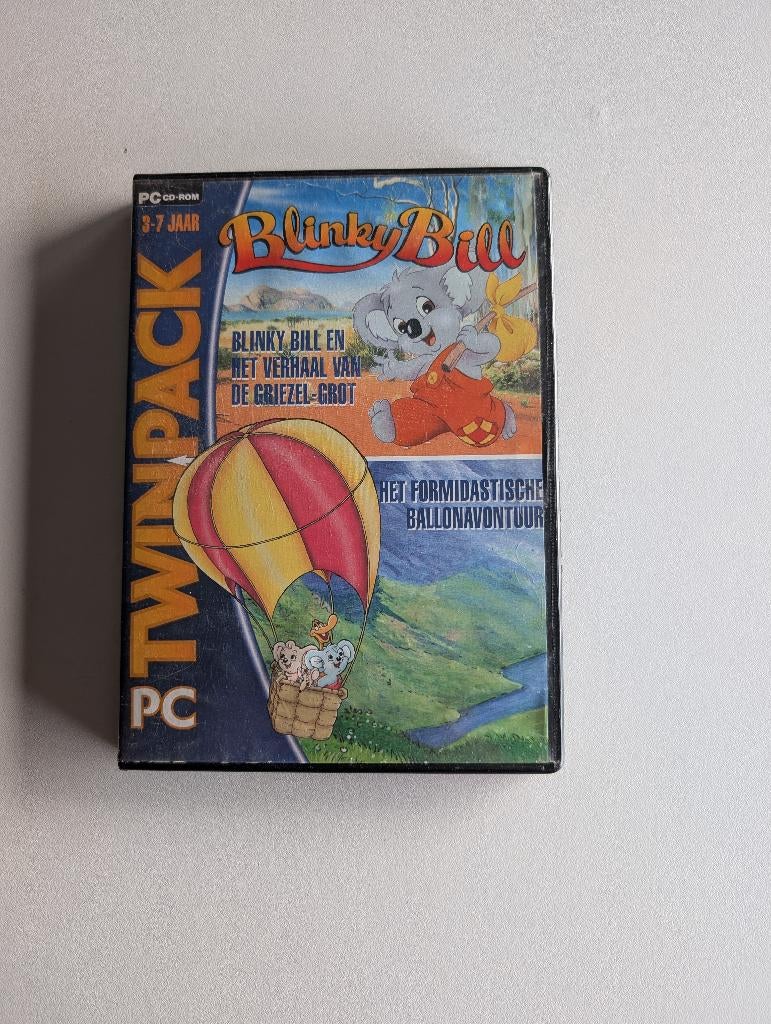 PC CD-ROM
3-7 JAAR
TWINPACK
PC
Blinky Bill
BLINKY BILL EN
HET VERHAAL VAN
DE GRIEZEL-GROT
HET FORMIDASTISCHE
BALLONAVONTUUR